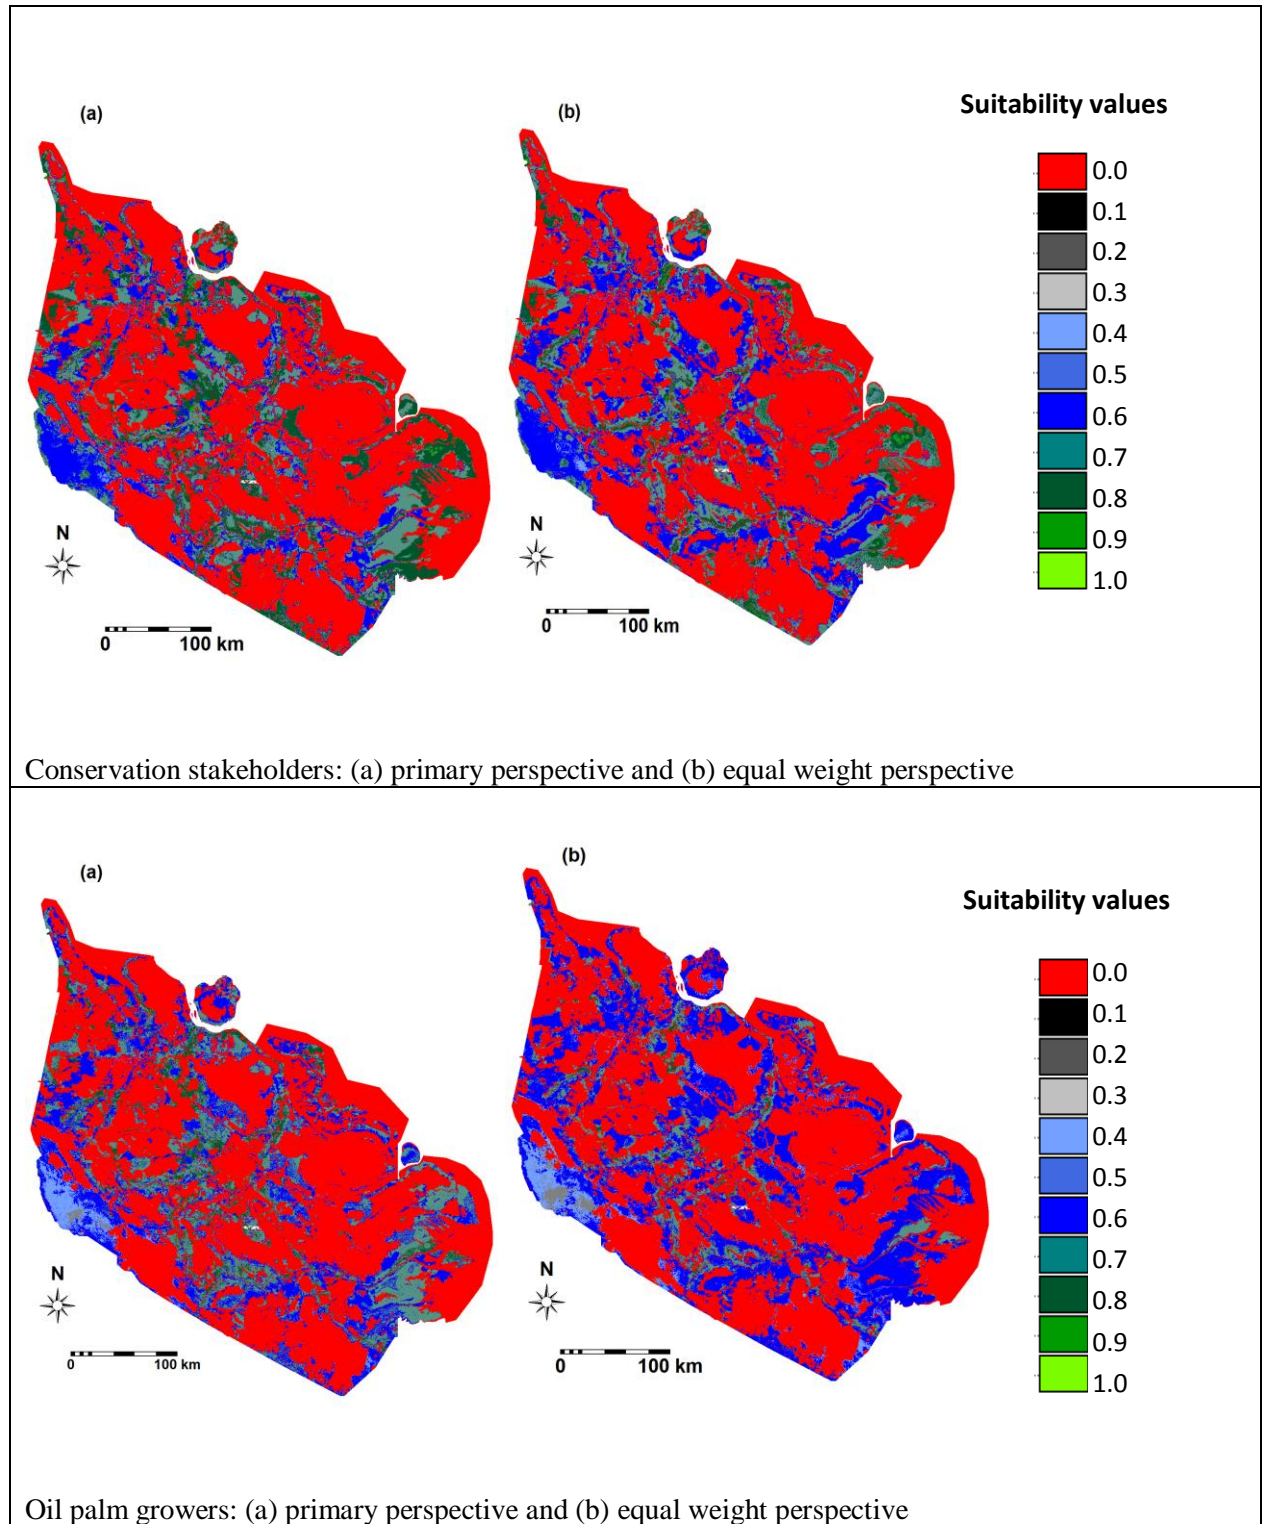 (a)
(b)
Suitability values
0.0
0.1
0.2
0.3
0.4
0.5
0.6
0.7
0.8
0.9
1.0
N
N
0 100 km
0 100 km
Conservation stakeholders: (a) primary perspective and (b) equal weight perspective
(a)
(b)
Suitability values
0.0
0.1
0.2
0.3
0.4
0.5
0.6
0.7
0.8
0.9
1.0
N
N
0 100 km
0 100 km
Oil palm growers: (a) primary perspective and (b) equal weight perspective